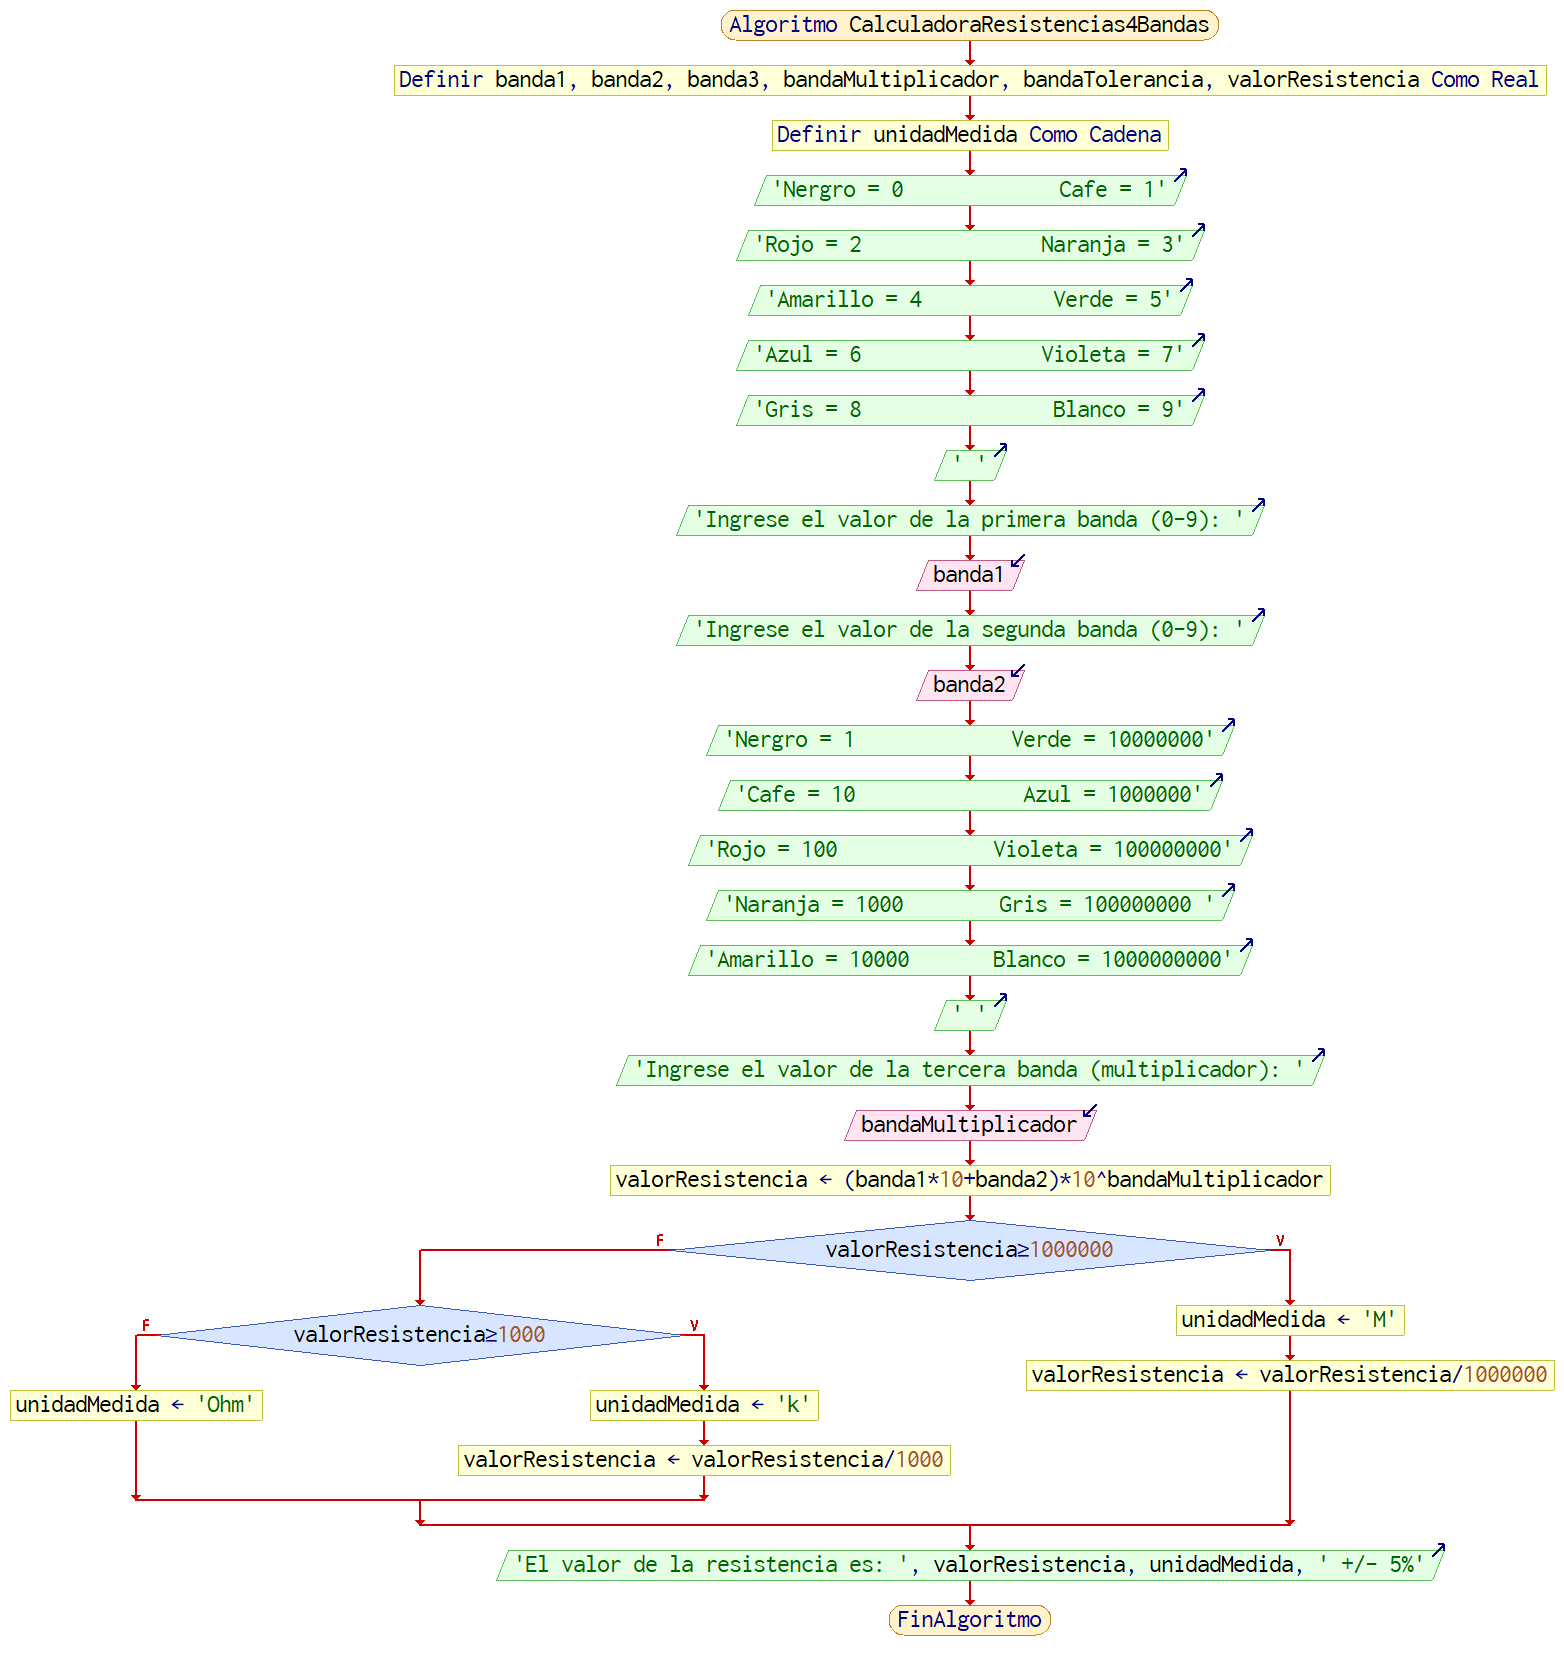 Algoritmo CalculadoraResistencias4Bandas
Definir banda1, banda2, banda3, bandaMultiplicador, bandaTolerancia, valorResistencia Como Real
Definir unidadMedida Como Cadena
'Nergro = 0             Cafe = 1'
'Rojo = 2               Naranja = 3'
'Amarillo = 4           Verde = 5'
'Azul = 6               Violeta = 7'
'Gris = 8                Blanco = 9'
' '
'Ingrese el valor de la primera banda (0-9): '
banda1
'Ingrese el valor de la segunda banda (0-9): '
banda2
'Nergro = 1             Verde = 10000000'
'Cafe = 10              Azul = 1000000'
'Rojo = 100             Violeta = 100000000'
'Naranja = 1000        Gris = 100000000 '
'Amarillo = 10000       Blanco = 1000000000'
' '
'Ingrese el valor de la tercera banda (multiplicador): '
bandaMultiplicador
valorResistencia ← (banda1*10+banda2)*10^bandaMultiplicador
valorResistencia≥1000000
F
V
valorResistencia≥1000
F
V
unidadMedida ← 'M'
valorResistencia ← valorResistencia/1000000
unidadMedida ← 'Ohm'
unidadMedida ← 'k'
valorResistencia ← valorResistencia/1000
'El valor de la resistencia es: ', valorResistencia, unidadMedida, ' +/- 5%'
FinAlgoritmo